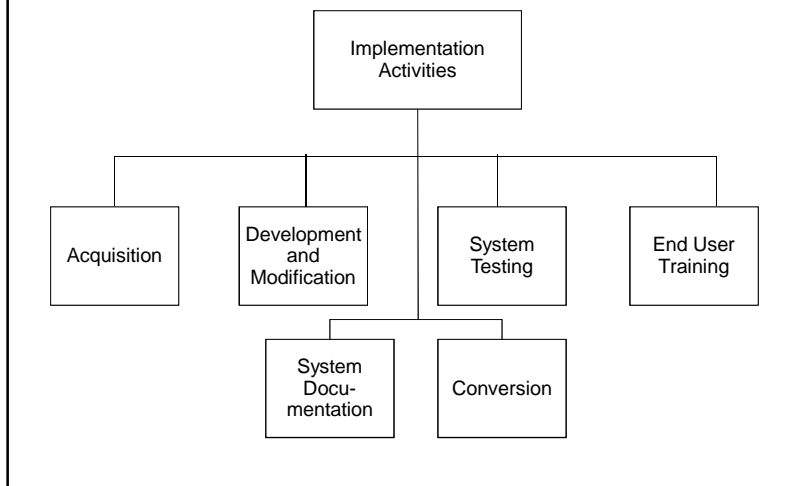 Implementation
Activities
Acquisition
Development
and
Modification
System
Testing
End User
Training
System
Docu-
mentation
Conversion